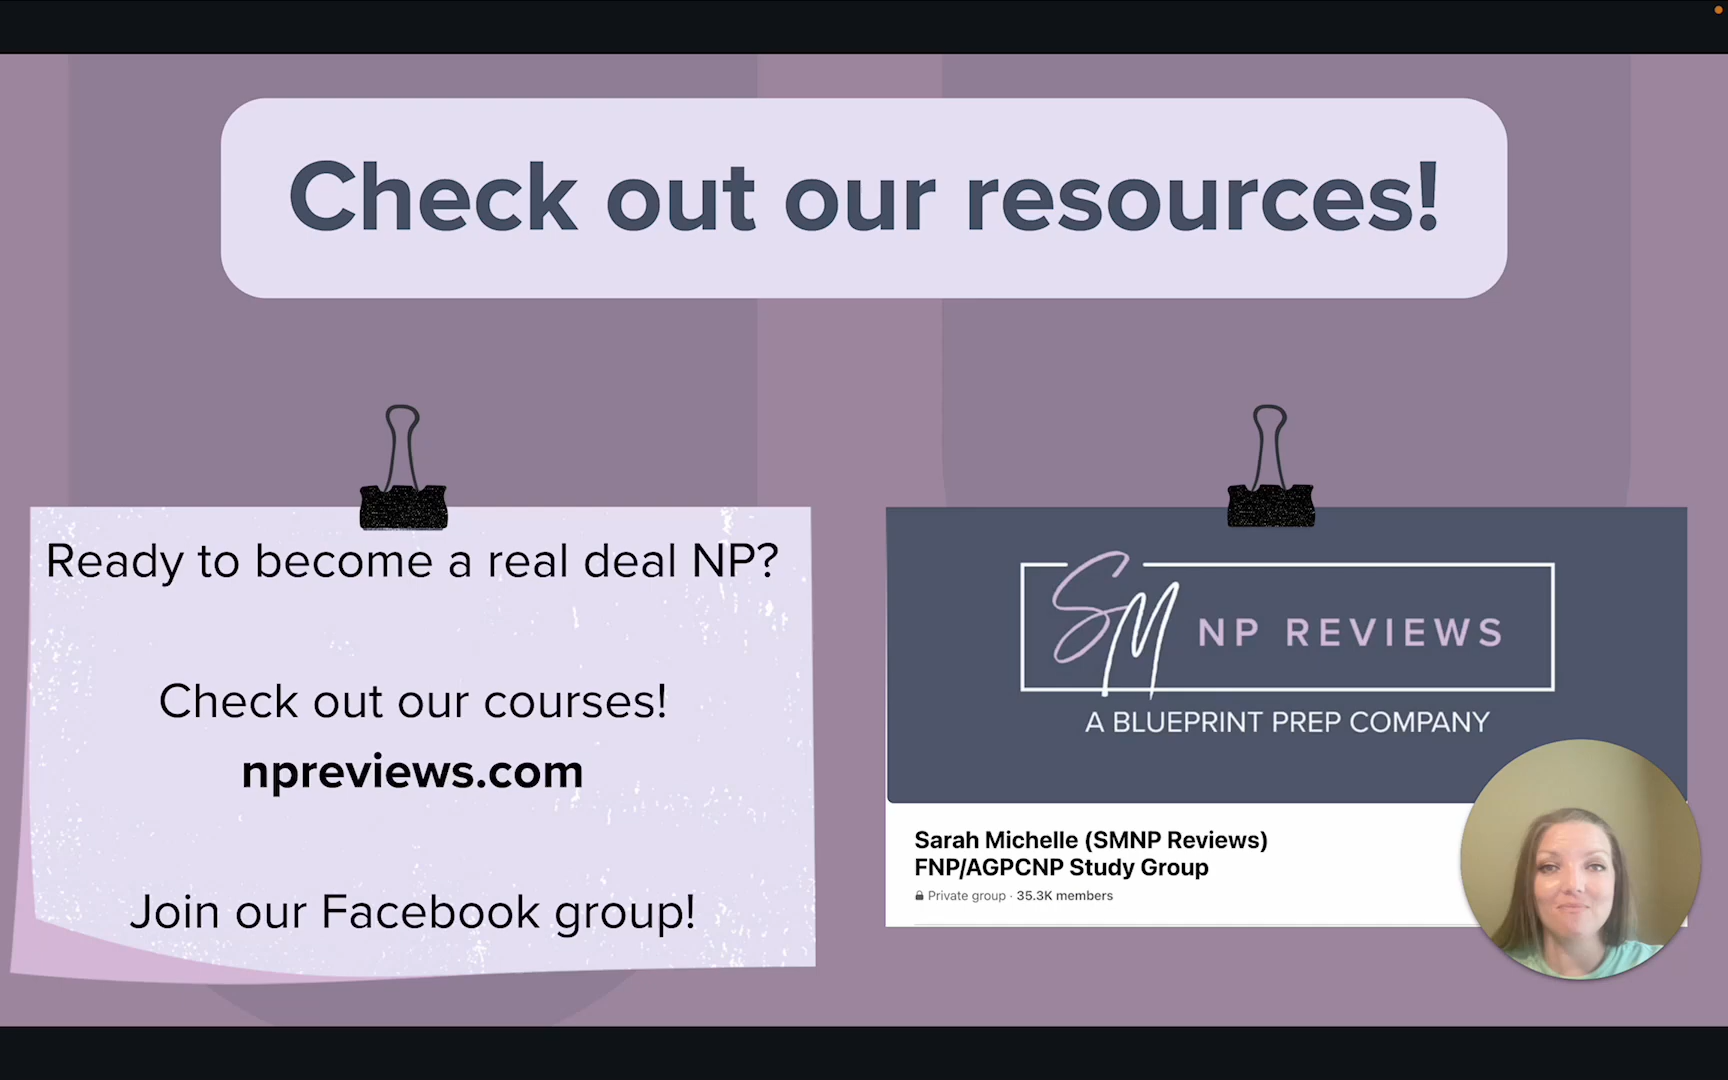 Check out our resources!
Ready to become a real deal NP?
Check out our courses!
npreviews.com
Join our Facebook group!
SM NP REVIEWS
A BLUEPRINT PREP COMPANY
Sarah Michelle (SMNP Reviews)
FNP/AGPCNP Study Group
Private group · 35.3K members